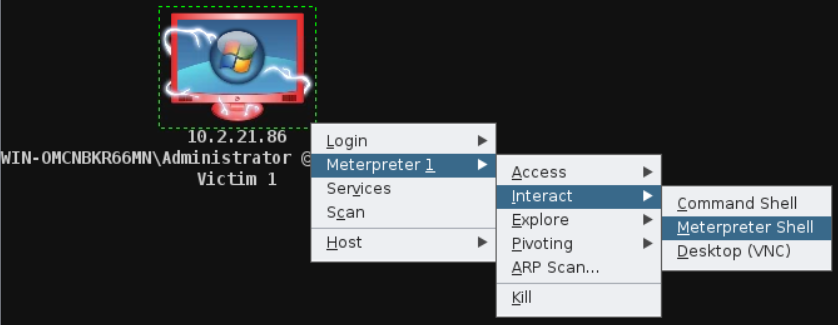 10.2.21.86
WIN-OMCNBKR66MN\Administrator @
Victim 1
Login
Meterpreter 1
Services
Scan
Host
Access
Interact
Explore
Pivoting
ARP Scan...
Kill
Command Shell
Meterpreter Shell
Desktop (VNC)